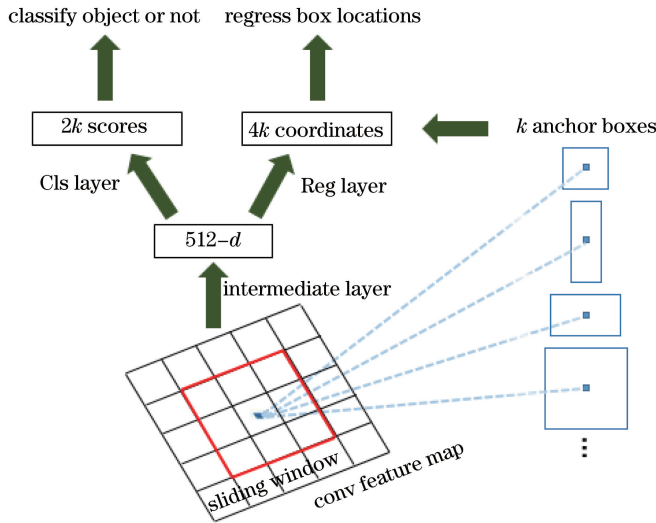 classify object or not
regress box locations
2k scores
4k coordinates
k anchor boxes
Cls layer
Reg layer
512-d
intermediate layer
sliding window
conv feature map